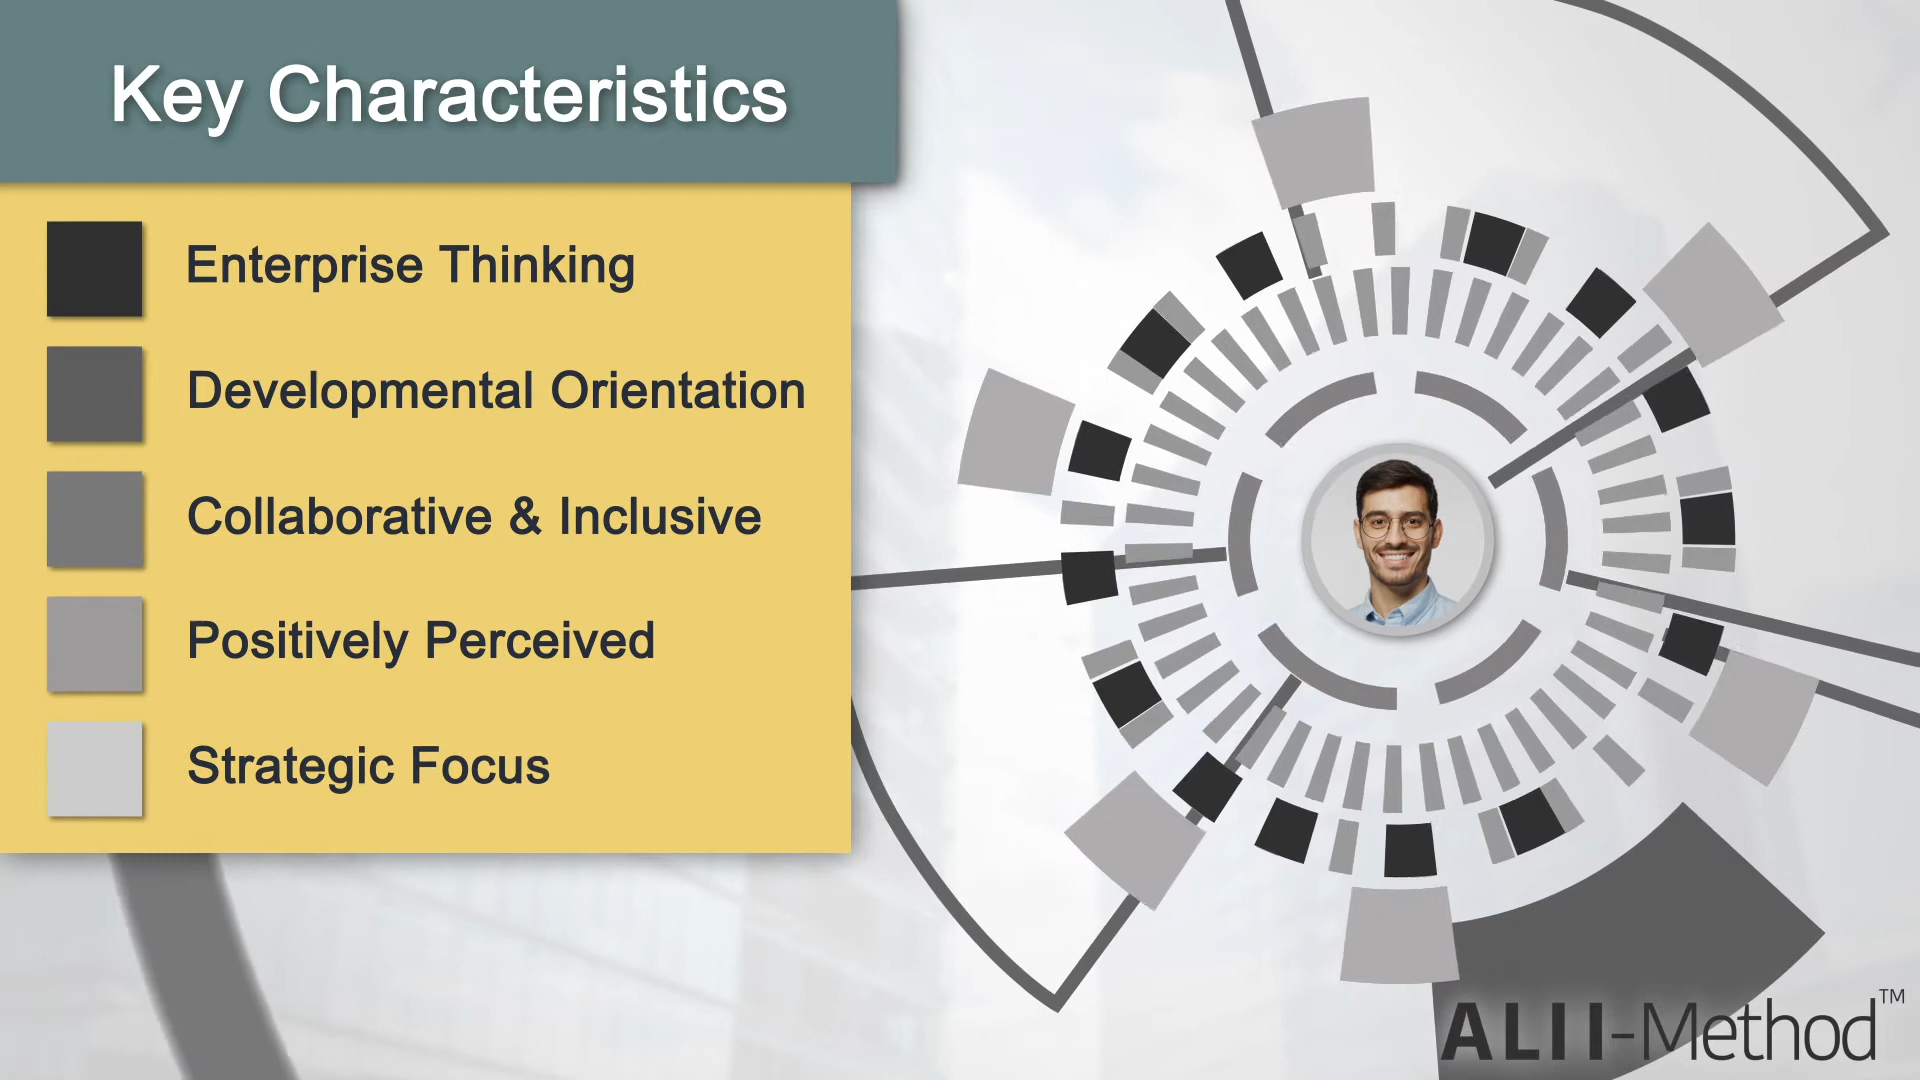 Key Characteristics
Enterprise Thinking
Developmental Orientation
Collaborative & Inclusive
Positively Perceived
Strategic Focus
ALII-Method™